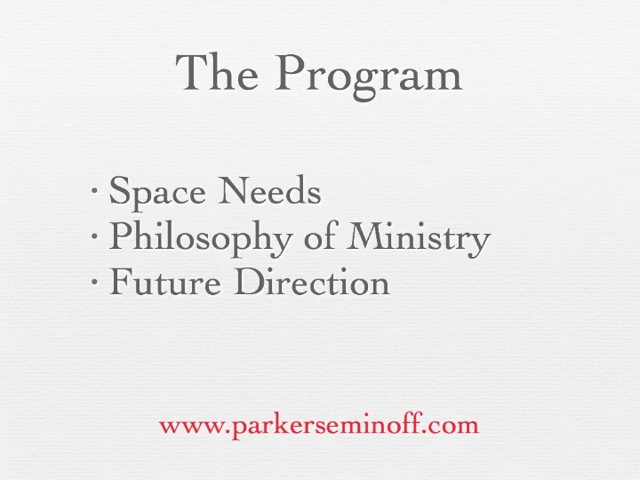 The Program
· Space Needs
· Philosophy of Ministry
· Future Direction
www.parkerseminoff.com